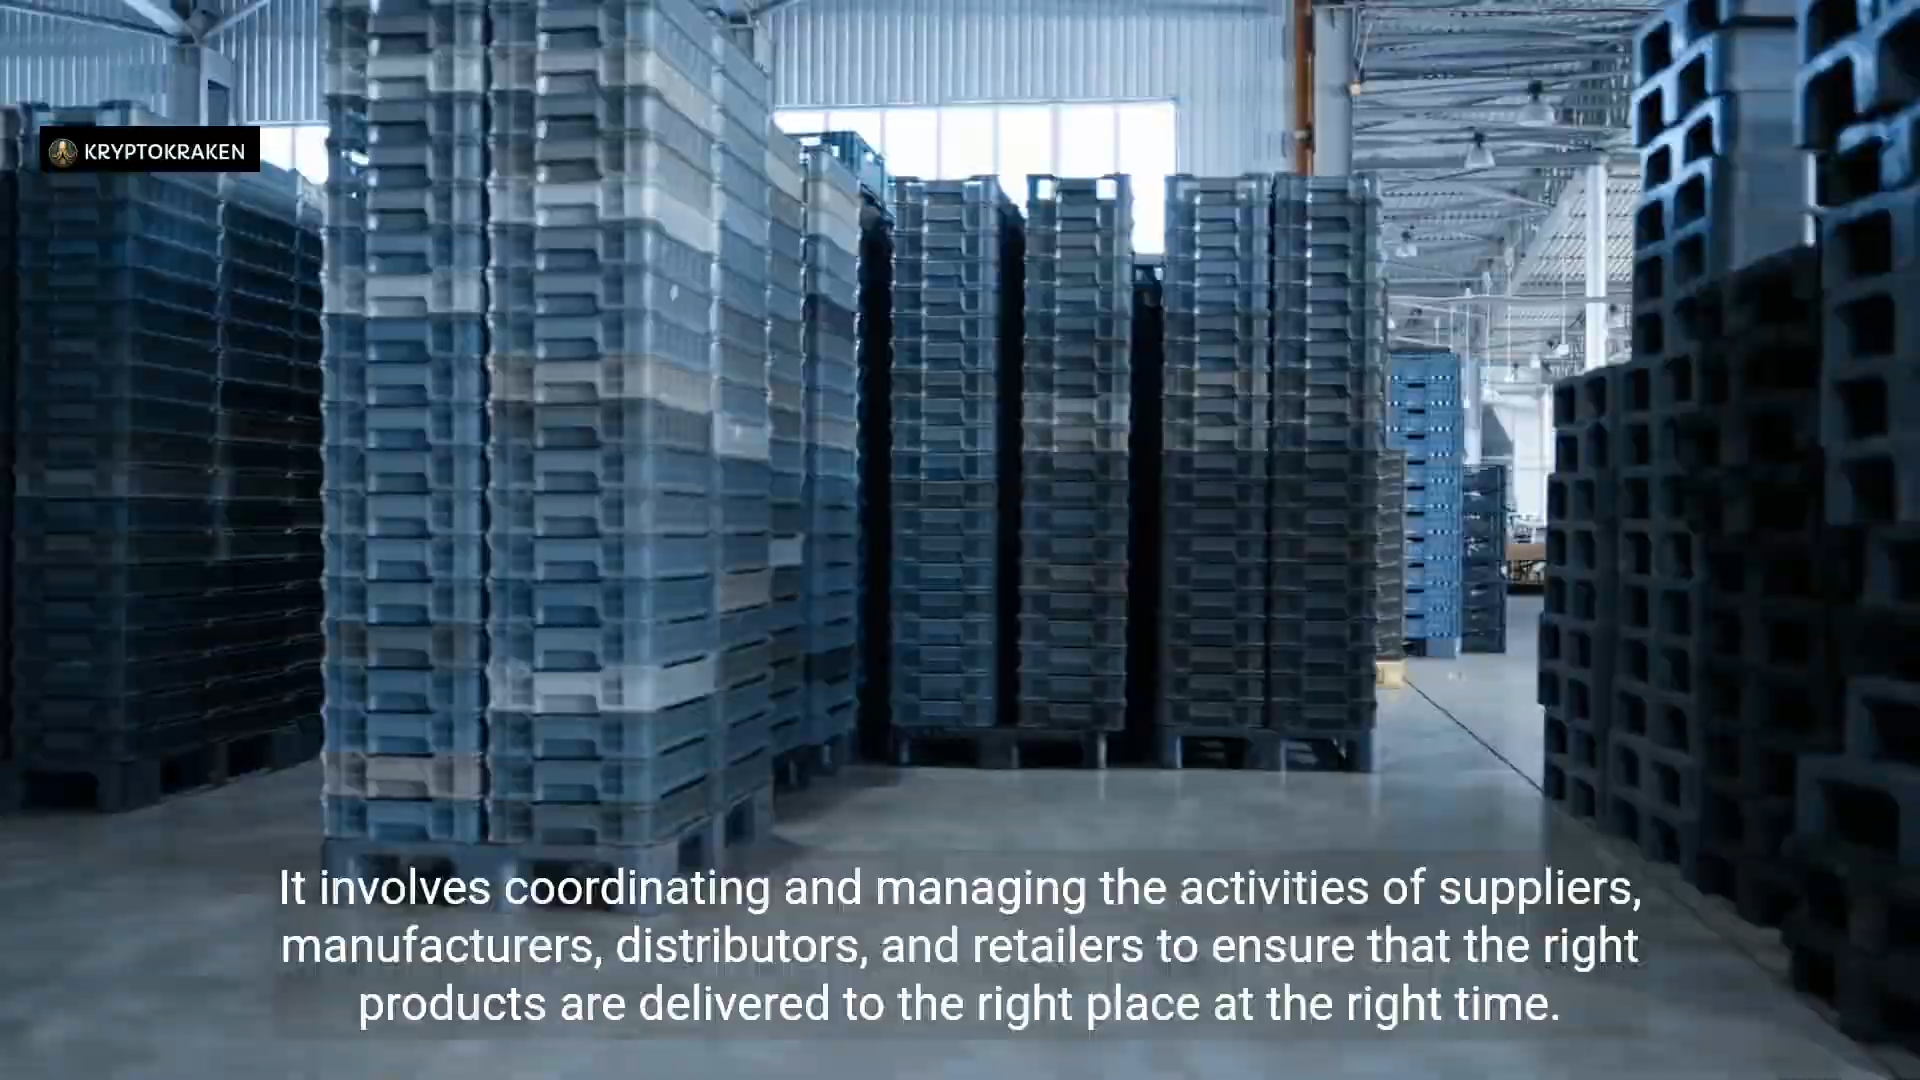 KRYPTOKRAKEN
It involves coordinating and managing the activities of suppliers,
manufacturers, distributors, and retailers to ensure that the right
products are delivered to the right place at the right time.